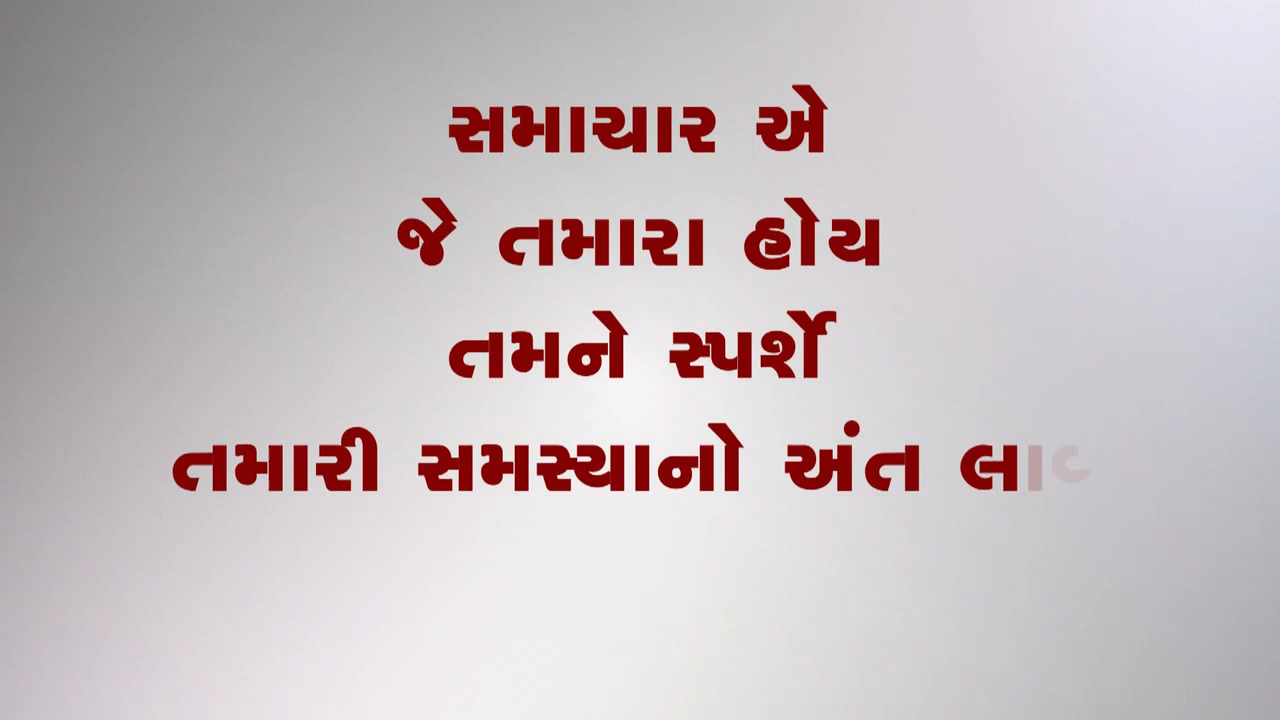 સમાચાર એ
જે તમારા હોય
તમને સ્પર્શે
તમારી સમસ્યાનો અંત